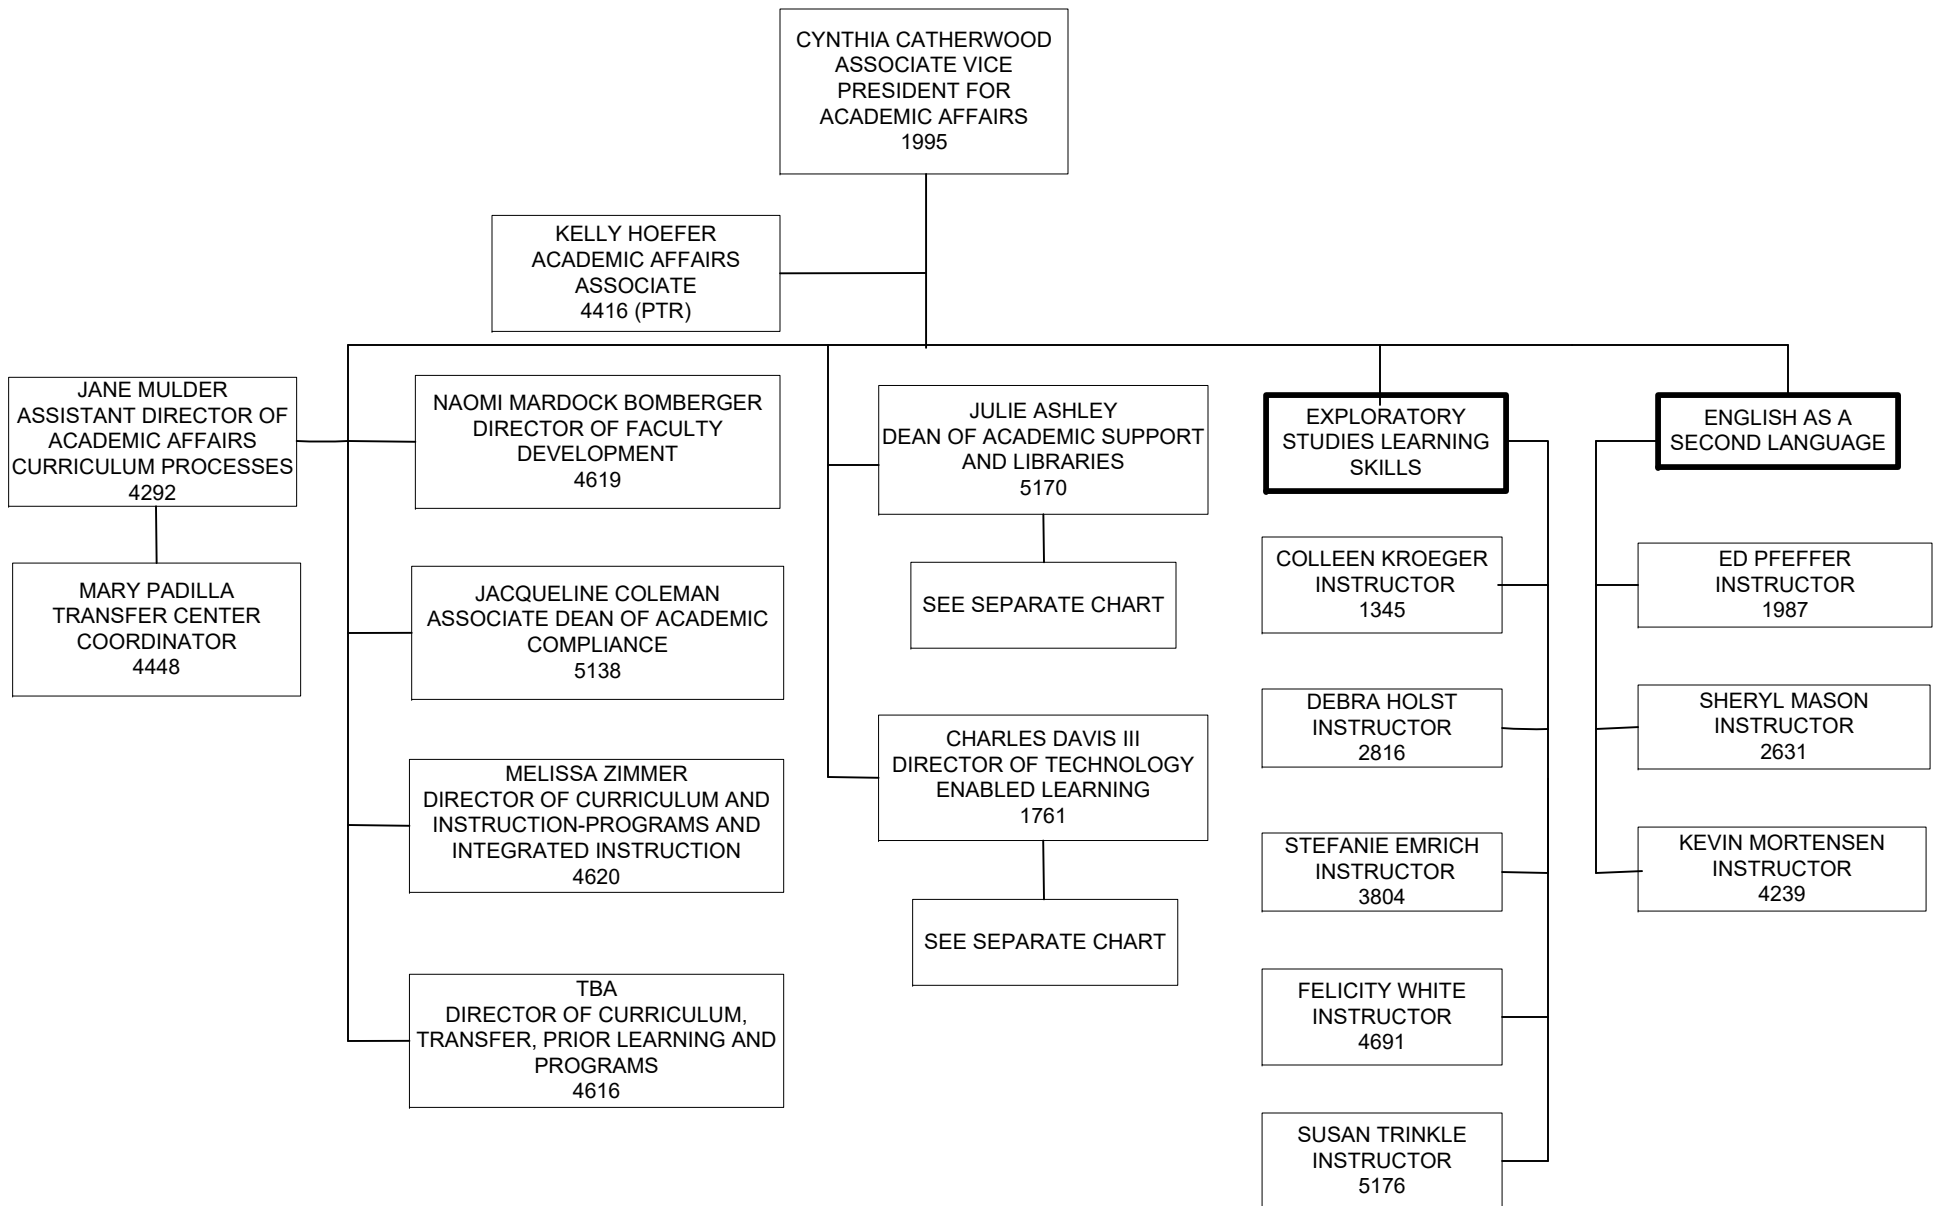 CYNTHIA CATHERWOOD
ASSOCIATE VICE
PRESIDENT FOR
ACADEMIC AFFAIRS
1995
KELLY HOEFER
ACADEMIC AFFAIRS
ASSOCIATE
4416 (PTR)
JANE MULDER
ASSISTANT DIRECTOR OF
ACADEMIC AFFAIRS
CURRICULUM PROCESSES
4292
MARY PADILLA
TRANSFER CENTER
COORDINATOR
4448
NAOMI MARDOCK BOMBERGER
DIRECTOR OF FACULTY
DEVELOPMENT
4619
JACQUELINE COLEMAN
ASSOCIATE DEAN OF ACADEMIC
COMPLIANCE
5138
MELISSA ZIMMER
DIRECTOR OF CURRICULUM AND
INSTRUCTION-PROGRAMS AND
INTEGRATED INSTRUCTION
4620
TBA
DIRECTOR OF CURRICULUM,
TRANSFER, PRIOR LEARNING AND
PROGRAMS
4616
JULIE ASHLEY
DEAN OF ACADEMIC SUPPORT
AND LIBRARIES
5170
SEE SEPARATE CHART
CHARLES DAVIS III
DIRECTOR OF TECHNOLOGY
ENABLED LEARNING
1761
SEE SEPARATE CHART
EXPLORATORY
STUDIES LEARNING
SKILLS
COLLEEN KROEGER
INSTRUCTOR
1345
DEBRA HOLST
INSTRUCTOR
2816
STEFANIE EMRICH
INSTRUCTOR
3804
FELICITY WHITE
INSTRUCTOR
4691
SUSAN TRINKLE
INSTRUCTOR
5176
ENGLISH AS A
SECOND LANGUAGE
ED PFEFFER
INSTRUCTOR
1987
SHERYL MASON
INSTRUCTOR
2631
KEVIN MORTENSEN
INSTRUCTOR
4239